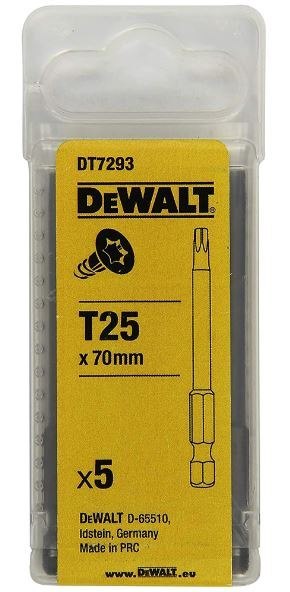 DT7293
DEWALT®
T25
x 70mm
x5
DEWALT D-65510,
Idstein, Germany
Made in PRC
www.DEWALT.eu